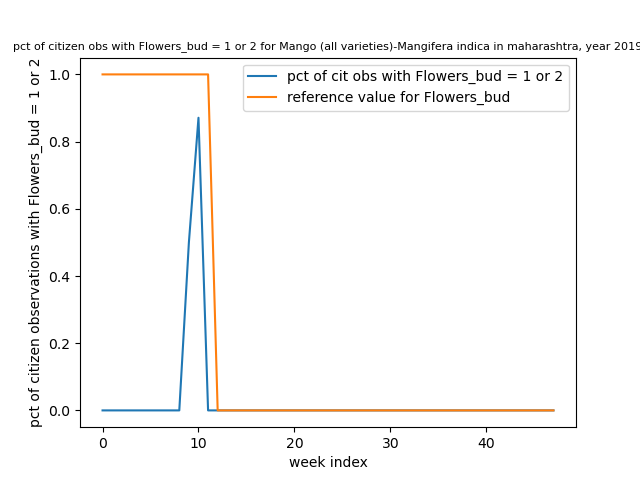 pct of citizen obs with Flowers_bud = 1 or 2 for Mango (all varieties)-Mangifera indica in maharashtra, year 2019
pct of cit obs with Flowers_bud = 1 or 2
reference value for Flowers_bud
pct of citizen observations with Flowers_bud = 1 or 2
1.0
0.8
0.6
0.4
0.2
0.0
0 10 20 30 40
week index